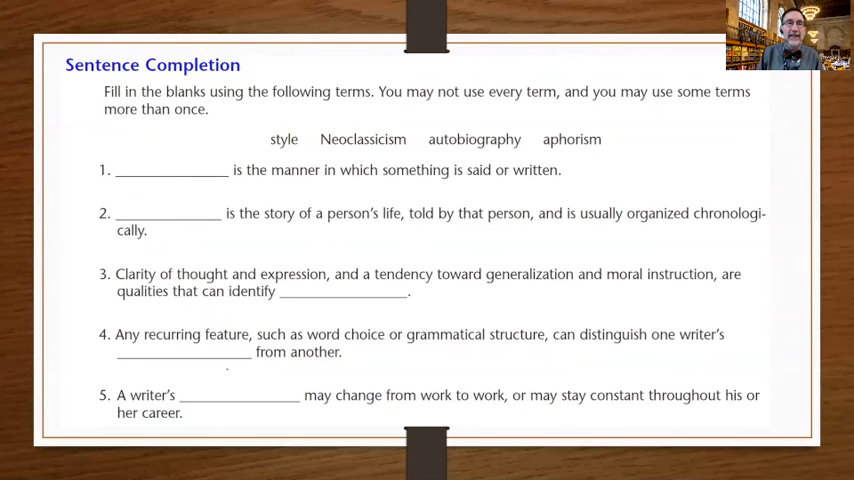 Sentence Completion
Fill in the blanks using the following terms. You may not use every term, and you may use some terms
more than once.
style Neoclassicism autobiography aphorism
1. ______________ is the manner in which something is said or written.
2. ______________ is the story of a person's life, told by that person, and is usually organized chronologi-
cally.
3. Clarity of thought and expression, and a tendency toward generalization and moral instruction, are
qualities that can identify ________________.
4. Any recurring feature, such as word choice or grammatical structure, can distinguish one writer's
_________________ from another.
5. A writer's _______________ may change from work to work, or may stay constant throughout his or
her career.